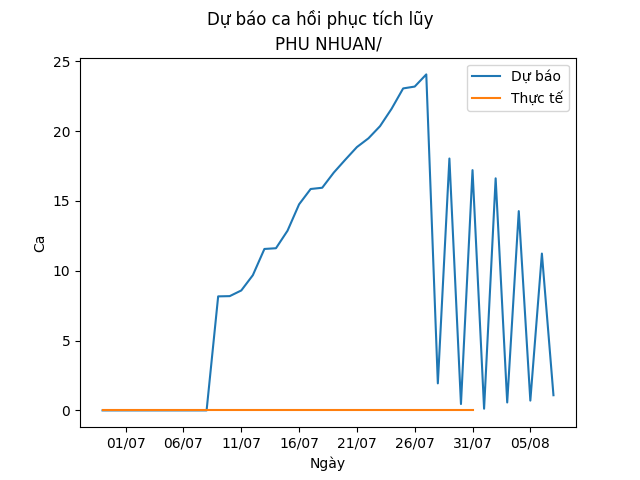 Dự báo ca hồi phục tích lũy
PHU NHUAN/
Dự báo
Thực tế
25
20
15
10
5
0
Ca
01/07 06/07 11/07 16/07 21/07 26/07 31/07 05/08
Ngày